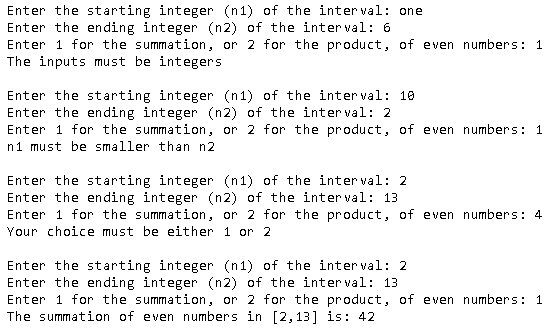 Enter the starting integer (n1) of the interval: one
Enter the ending integer (n2) of the interval: 6
Enter 1 for the summation, or 2 for the product, of even numbers: 1
The inputs must be integers

Enter the starting integer (n1) of the interval: 10
Enter the ending integer (n2) of the interval: 2
Enter 1 for the summation, or 2 for the product, of even numbers: 1
n1 must be smaller than n2

Enter the starting integer (n1) of the interval: 2
Enter the ending integer (n2) of the interval: 13
Enter 1 for the summation, or 2 for the product, of even numbers: 4
Your choice must be either 1 or 2

Enter the starting integer (n1) of the interval: 2
Enter the ending integer (n2) of the interval: 13
Enter 1 for the summation, or 2 for the product, of even numbers: 1
The summation of even numbers in [2,13] is: 42